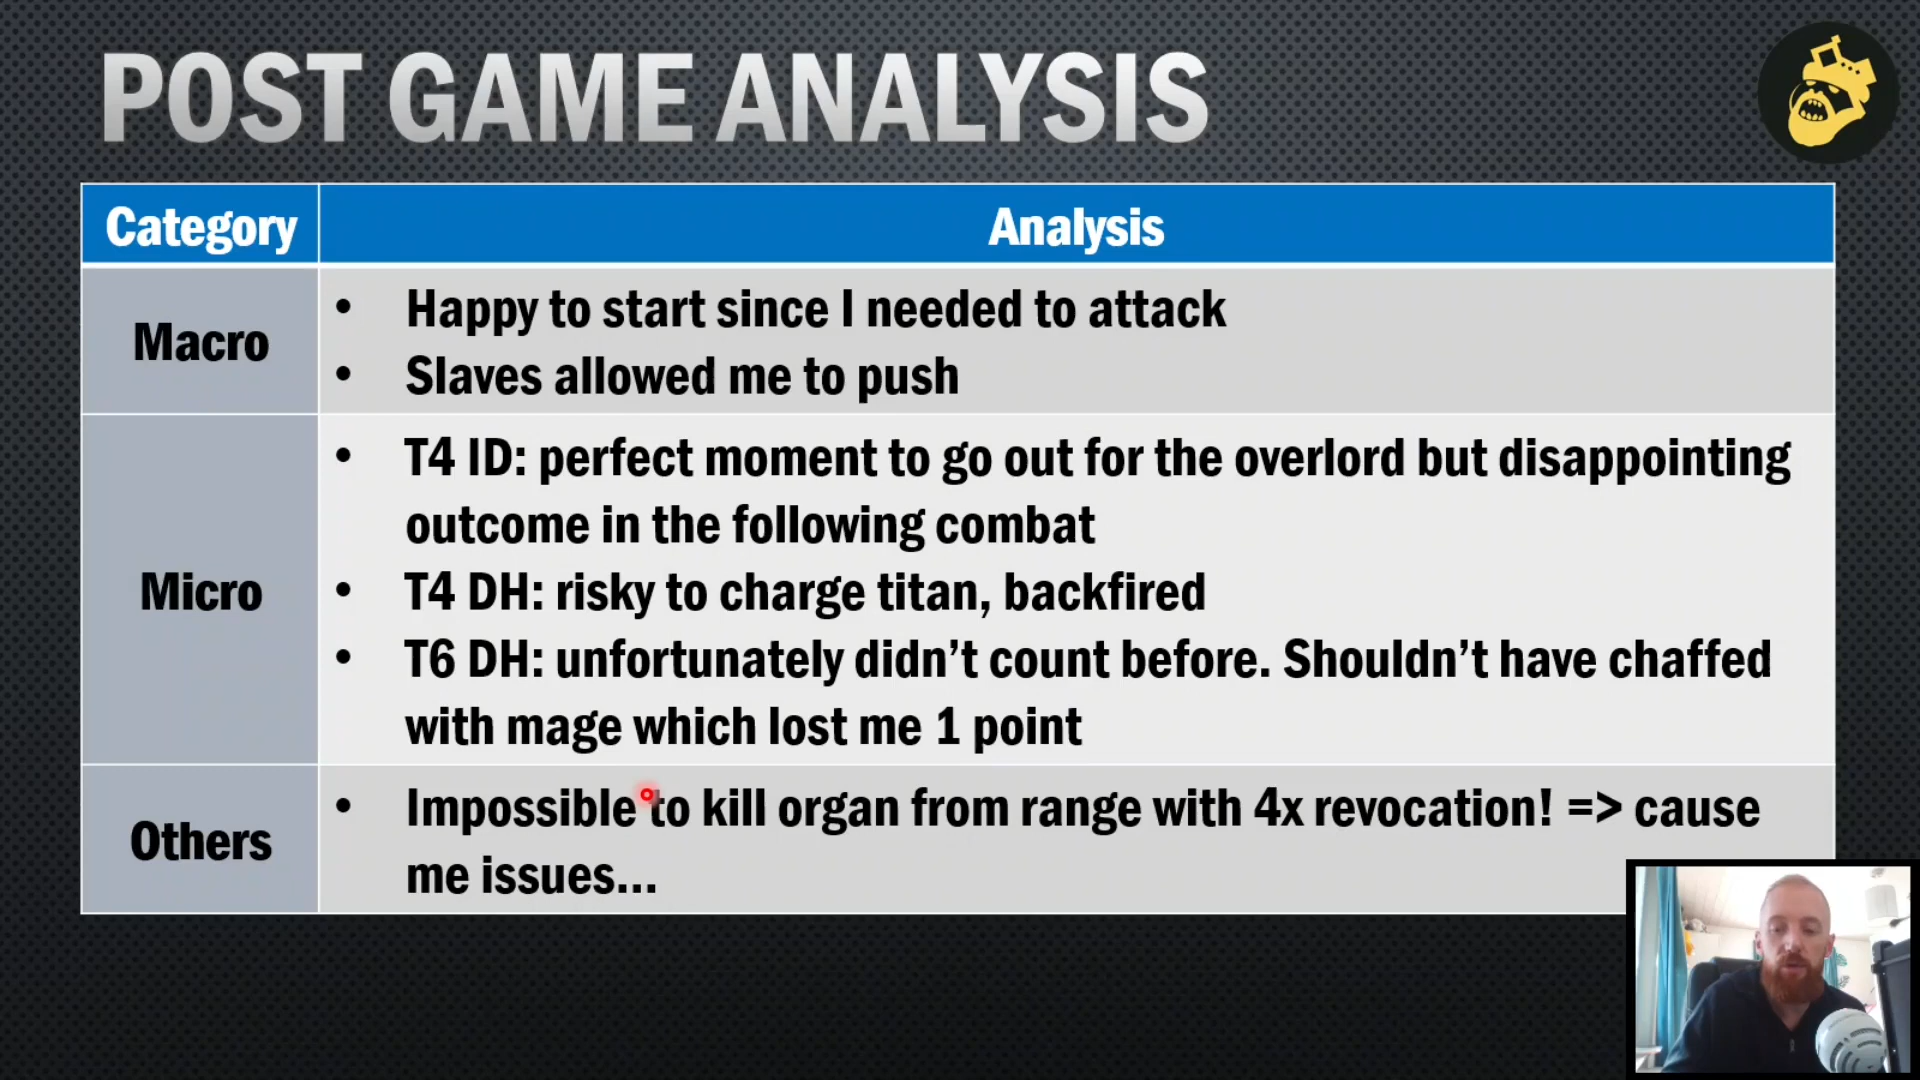 POST GAME ANALYSIS
Category
Analysis
Macro
• Happy to start since I needed to attack
• Slaves allowed me to push
Micro
• T4 ID: perfect moment to go out for the overlord but disappointing
outcome in the following combat
• T4 DH: risky to charge titan, backfired
• T6 DH: unfortunately didn't count before. Shouldn't have chaffed
with mage which lost me 1 point
Others
• Impossible to kill organ from range with 4x revocation! => cause
me issues...